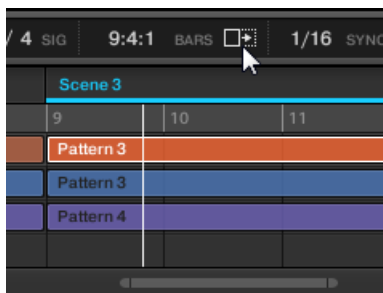 / 4 SIG 9:4:1 BARS 1/16 SYNC
Scene 3
9 10 11
Pattern 3
Pattern 3
Pattern 4